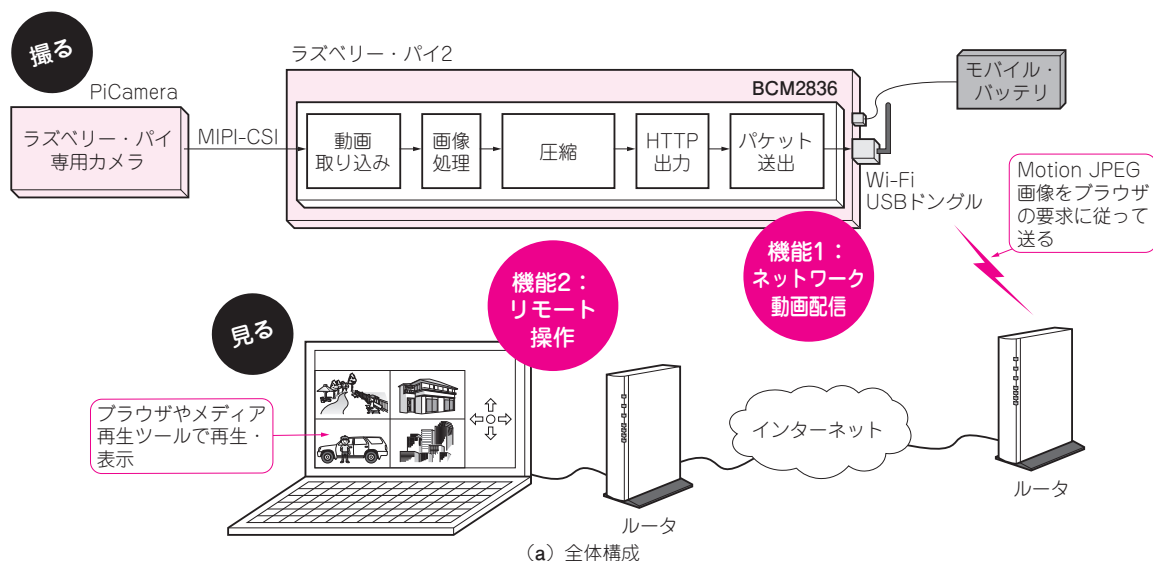 撮る
PiCamera
ラズベリー・パイ
専用カメラ
MIPI-CSI
ラズベリー・パイ2
BCM2836
動画
取り込み
画像
処理
圧縮
HTTP
出力
パケット
送出
モバイル・
バッテリ
Wi-Fi
USBドングル
Motion JPEG
画像をブラウザ
の要求に従って
送る
機能1：
ネットワーク
動画配信
機能2：
リモート
操作
見る
ブラウザやメディア
再生ツールで再生・
表示
インターネット
ルータ
ルータ
（a）全体構成